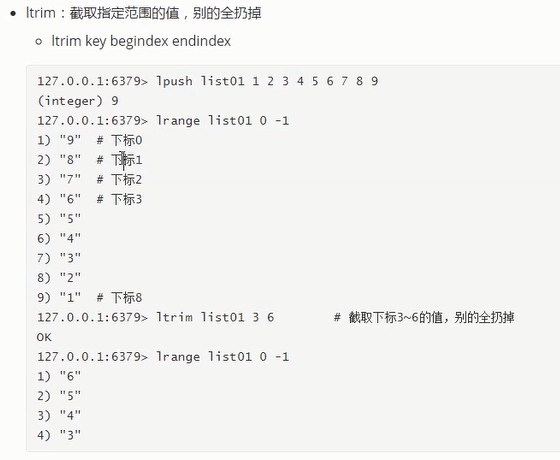 ltrim：截取指定范围的值，别的全扔掉
ltrim key begindex endindex
127.0.0.1:6379> lpush list01 1 2 3 4 5 6 7 8 9
(integer) 9
127.0.0.1:6379> lrange list01 0 -1
1) "9" # 下标0
2) "8" # 下标1
3) "7" # 下标2
4) "6" # 下标3
5) "5"
6) "4"
7) "3"
8) "2"
9) "1" # 下标8
127.0.0.1:6379> ltrim list01 3 6 # 截取下标3~6的值，别的全扔掉
OK
127.0.0.1:6379> lrange list01 0 -1
1) "6"
2) "5"
3) "4"
4) "3"